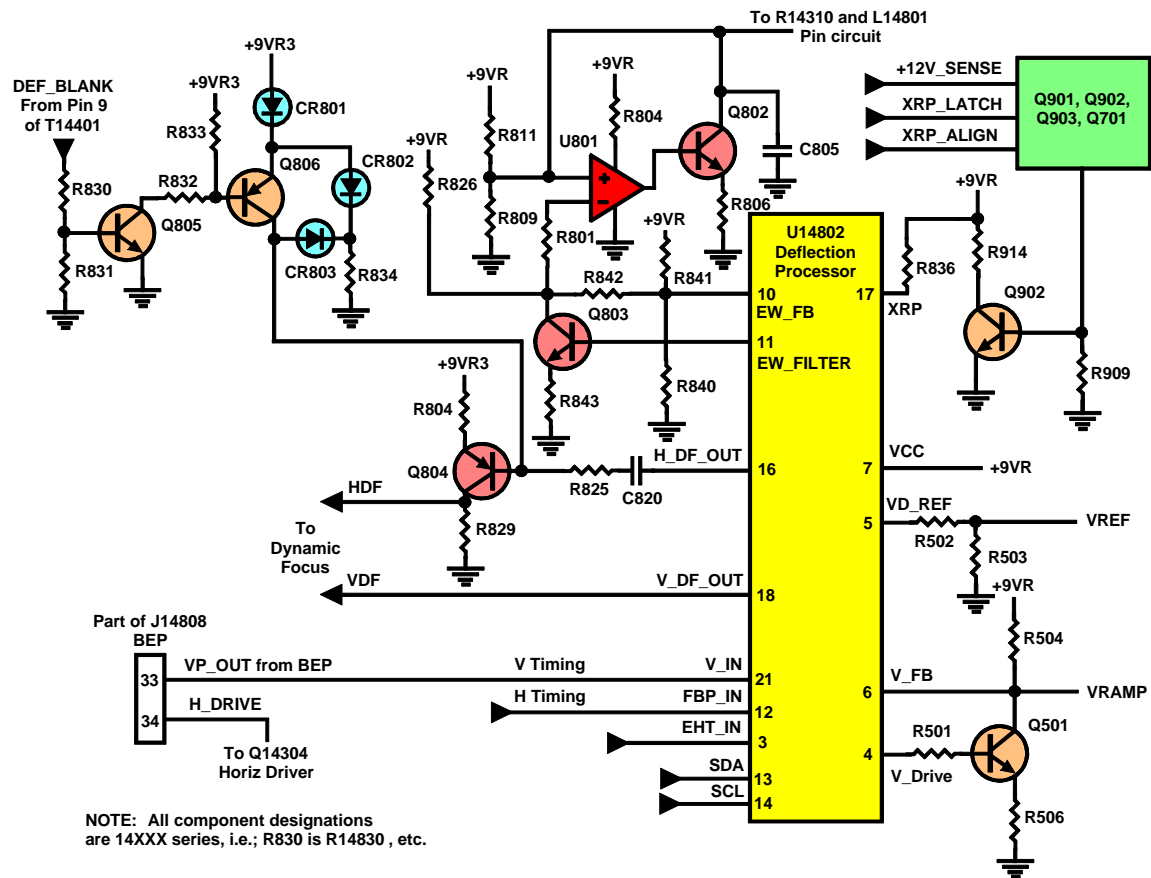 To R14310 and L14801
Pin circuit
+9VR3
+9VR3
DEF_BLANK
From Pin 9
of T14401
CR801
R833
Q806
CR802
R830
R832
Q805
R831
CR803
R834
+9VR
+9VR
+9VR
R811
R804
Q802
U801
+
-
R826
C805
R809
R801
R806
+9VR
R841
R842
Q803
R843
R840
+12V_SENSE
XRP_LATCH
XRP_ALIGN
Q901, Q902,
Q903, Q701
+9VR
R836
R914
Q902
R909
U14802
Deflection
Processor
10
EW_FB
11
EW_FILTER
17
XRP
+9VR3
R804
Q804
R825
C820
H_DF_OUT
16
HDF
R829
To
Dynamic
Focus
VDF
V_DF_OUT
18
7
VCC
+9VR
5
VD_REF
R502
VREF
R503
+9VR
R504
Part of J14808
BEP
33
VP_OUT from BEP
V Timing
V_IN
21
34
H_DRIVE
H Timing
FBP_IN
12
To Q14304
Horiz Driver
EHT_IN
3
SDA
13
SCL
14
6
V_FB
VRAMP
4
V_Drive
R501
Q501
R506
NOTE: All component designations
are 14XXX series, i.e.; R830 is R14830 , etc.